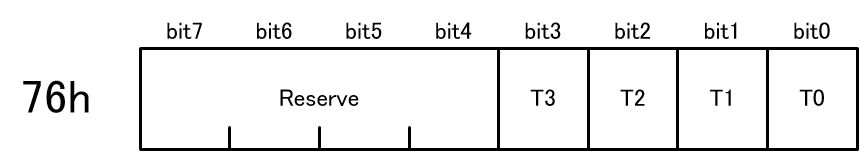 bit7 bit6 bit5 bit4 bit3 bit2 bit1 bit0
76h Reserve T3 T2 T1 T0